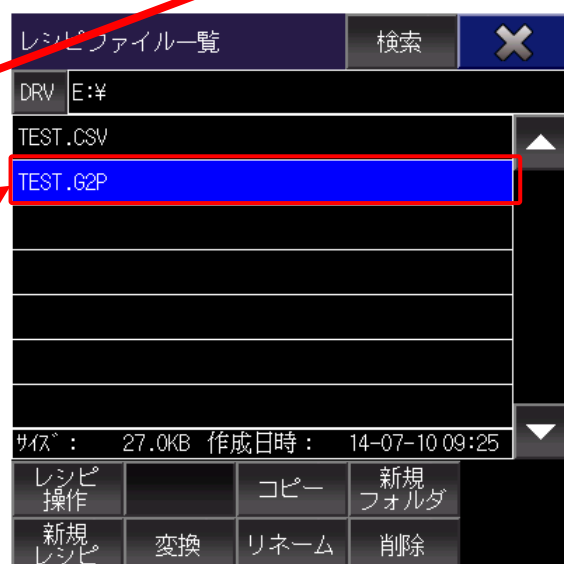 レシピファイル一覧 検索
DRV E:¥
TEST.CSV
TEST.G2P
ｻｲｽﾞ： 27.0KB 作成日時： 14-07-10 09:25
レシピ
操作
コピー
新規
フォルダ
新規
レシピ
変換
リネーム
削除